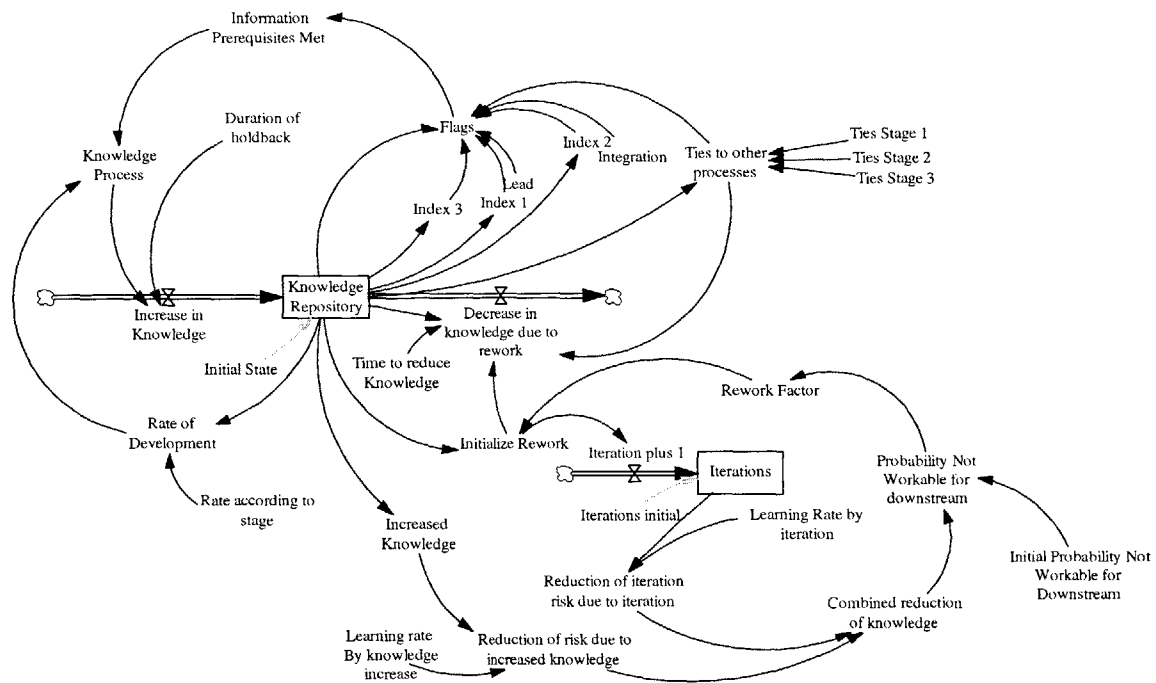 Information
Prerequisites Met
Duration of
holdback
Flags
Index 2
Integration
Ties to other
processes
Ties Stage 1
Ties Stage 2
Ties Stage 3
Knowledge
Process
Lead
Index 1
Index 3
Knowledge
Repository
Increase in
Knowledge
Decrease in
knowledge due to
rework
Initial State
Time to reduce
Knowledge
Rework Factor
Rate of
Development
Initialize Rework
Iteration plus 1
Iterations
Probability Not
Workable for
downstream
Rate according to
stage
Iterations initial
Learning Rate by
iteration
Increased
Knowledge
Initial Probability Not
Workable for
Downstream
Reduction of iteration
risk due to iteration
Combined reduction
of knowledge
Learning rate
By knowledge
increase
Reduction of risk due to
increased knowledge